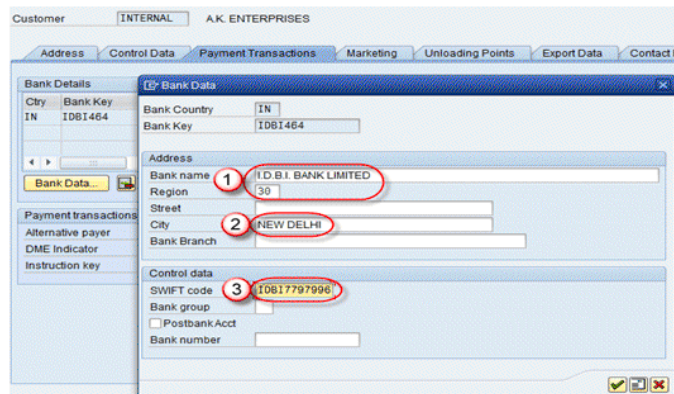 Customer INTERNAL A.K. ENTERPRISES
Address Control Data Payment Transactions Marketing Unloading Points Export Data Contact
Bank Details
Ctry Bank Key
IN IDBI464
Bank Data...
Payment transactions
Alternative payer
DME Indicator
Instruction key
Bank Data
Bank Country IN
Bank Key IDBI464
Address
Bank name 1 I.D.B.I. BANK LIMITED
Region 30
Street
City 2 NEW DELHI
Bank Branch
Control data
SWIFT code 3 IDBI7797996
Bank group
Postbank Acct
Bank number